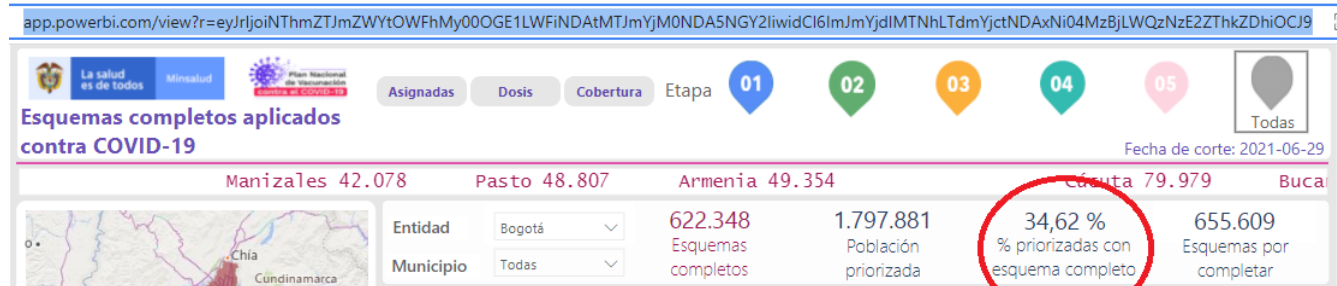 app.powerbi.com/view?r=eyJrIjoiNThmZTJmZWYtOWFhMy00OGE1LWFiNDAtMTJmYjM0NDA5NGY2IiwidCI6ImJmYjdlMTNhLTdmYjctNDAxNi04MzBjLWQzNzE2ZThkZDhiOCJ9
La salud
es de todos
Minsalud
Plan Nacional
de Vacunación
contra el COVID-19
Asignadas Dosis Cobertura Etapa 01 02 03 04 05
Todas
Esquemas completos aplicados
contra COVID-19
Fecha de corte: 2021-06-29
Manizales 42.078 Pasto 48.807 Armenia 49.354 Cúcuta 79.979 Bucar
Chía
Cundinamarca
Entidad Bogotá
Municipio Todas
622.348
Esquemas
completos
1.797.881
Población
priorizada
34,62 %
% priorizadas con
esquema completo
655.609
Esquemas por
completar